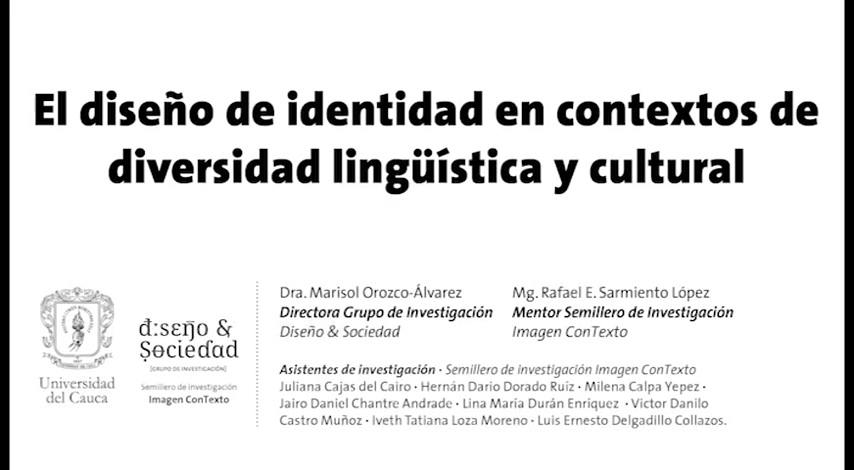 El diseño de identidad en contextos de
diversidad lingüística y cultural
Universidad
del Cauca
đ:seŋo &
Ṣociedad
[GRUPO DE INVESTIGACIÓN]
Semillero de investigación
Imagen ConTexto
Dra. Marisol Orozco-Álvarez
Directora Grupo de Investigación
Diseño & Sociedad
Mg. Rafael E. Sarmiento López
Mentor Semillero de Investigación
Imagen ConTexto
Asistentes de investigación · Semillero de investigación Imagen ConTexto
Juliana Cajas del Cairo · Hernán Dario Dorado Ruíz · Milena Calpa Yepez ·
Jairo Daniel Chantre Andrade · Lina María Durán Enríquez · Victor Danilo
Castro Muñoz · Iveth Tatiana Loza Moreno · Luis Ernesto Delgadillo Collazos.